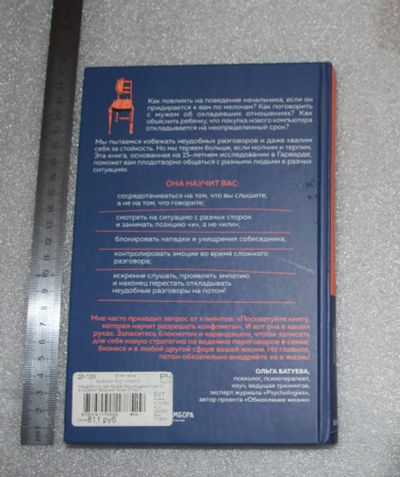 Как повлиять на поведение начальника, если он
придирается к вам по мелочам? Как поговорить
с мужем об охладевших отношениях? Как
объяснить ребенку, что покупка нового компьютера
откладывается на неопределенный срок?
Мы пытаемся избежать неудобных разговоров и даже хвалим
себя за стойкость. Но мы теряем больше, если молчим и терпим.
Эта книга, основанная на 15-летнем исследовании в Гарварде,
поможет вам плодотворно общаться с разными людьми в разных
ситуациях.
ОНА НАУЧИТ ВАС:
сосредотачиваться на том, что вы слышите,
а не на том, что говорите;
смотреть на ситуацию с разных сторон
и занимать позицию «и», а не «или»;
блокировать нападки и ухищрения собеседника;
контролировать эмоции во время сложного
разговора;
искренне слушать, проявлять эмпатию
и наконец перестать откладывать
неудобные разговоры на потом!
Мне часто приходит запрос от клиентов: «Посоветуйте книгу,
которая научит разрешать конфликты». И вот она в ваших
руках. Запаситесь блокнотом и карандашом, чтобы записать
для себя новую стратегию по ведению переговоров в семье,
бизнесе и в любой другой сфере вашей жизни. Но главное,
потом обязательно внедряйте ее в жизнь!
ОЛЬГА БАТУЕВА,
психолог, психотерапевт,
коуч, ведущая тренингов,
эксперт журнала «Psychologies»,
автор проекта «Обновление жизни»
811 руб
МБОРА